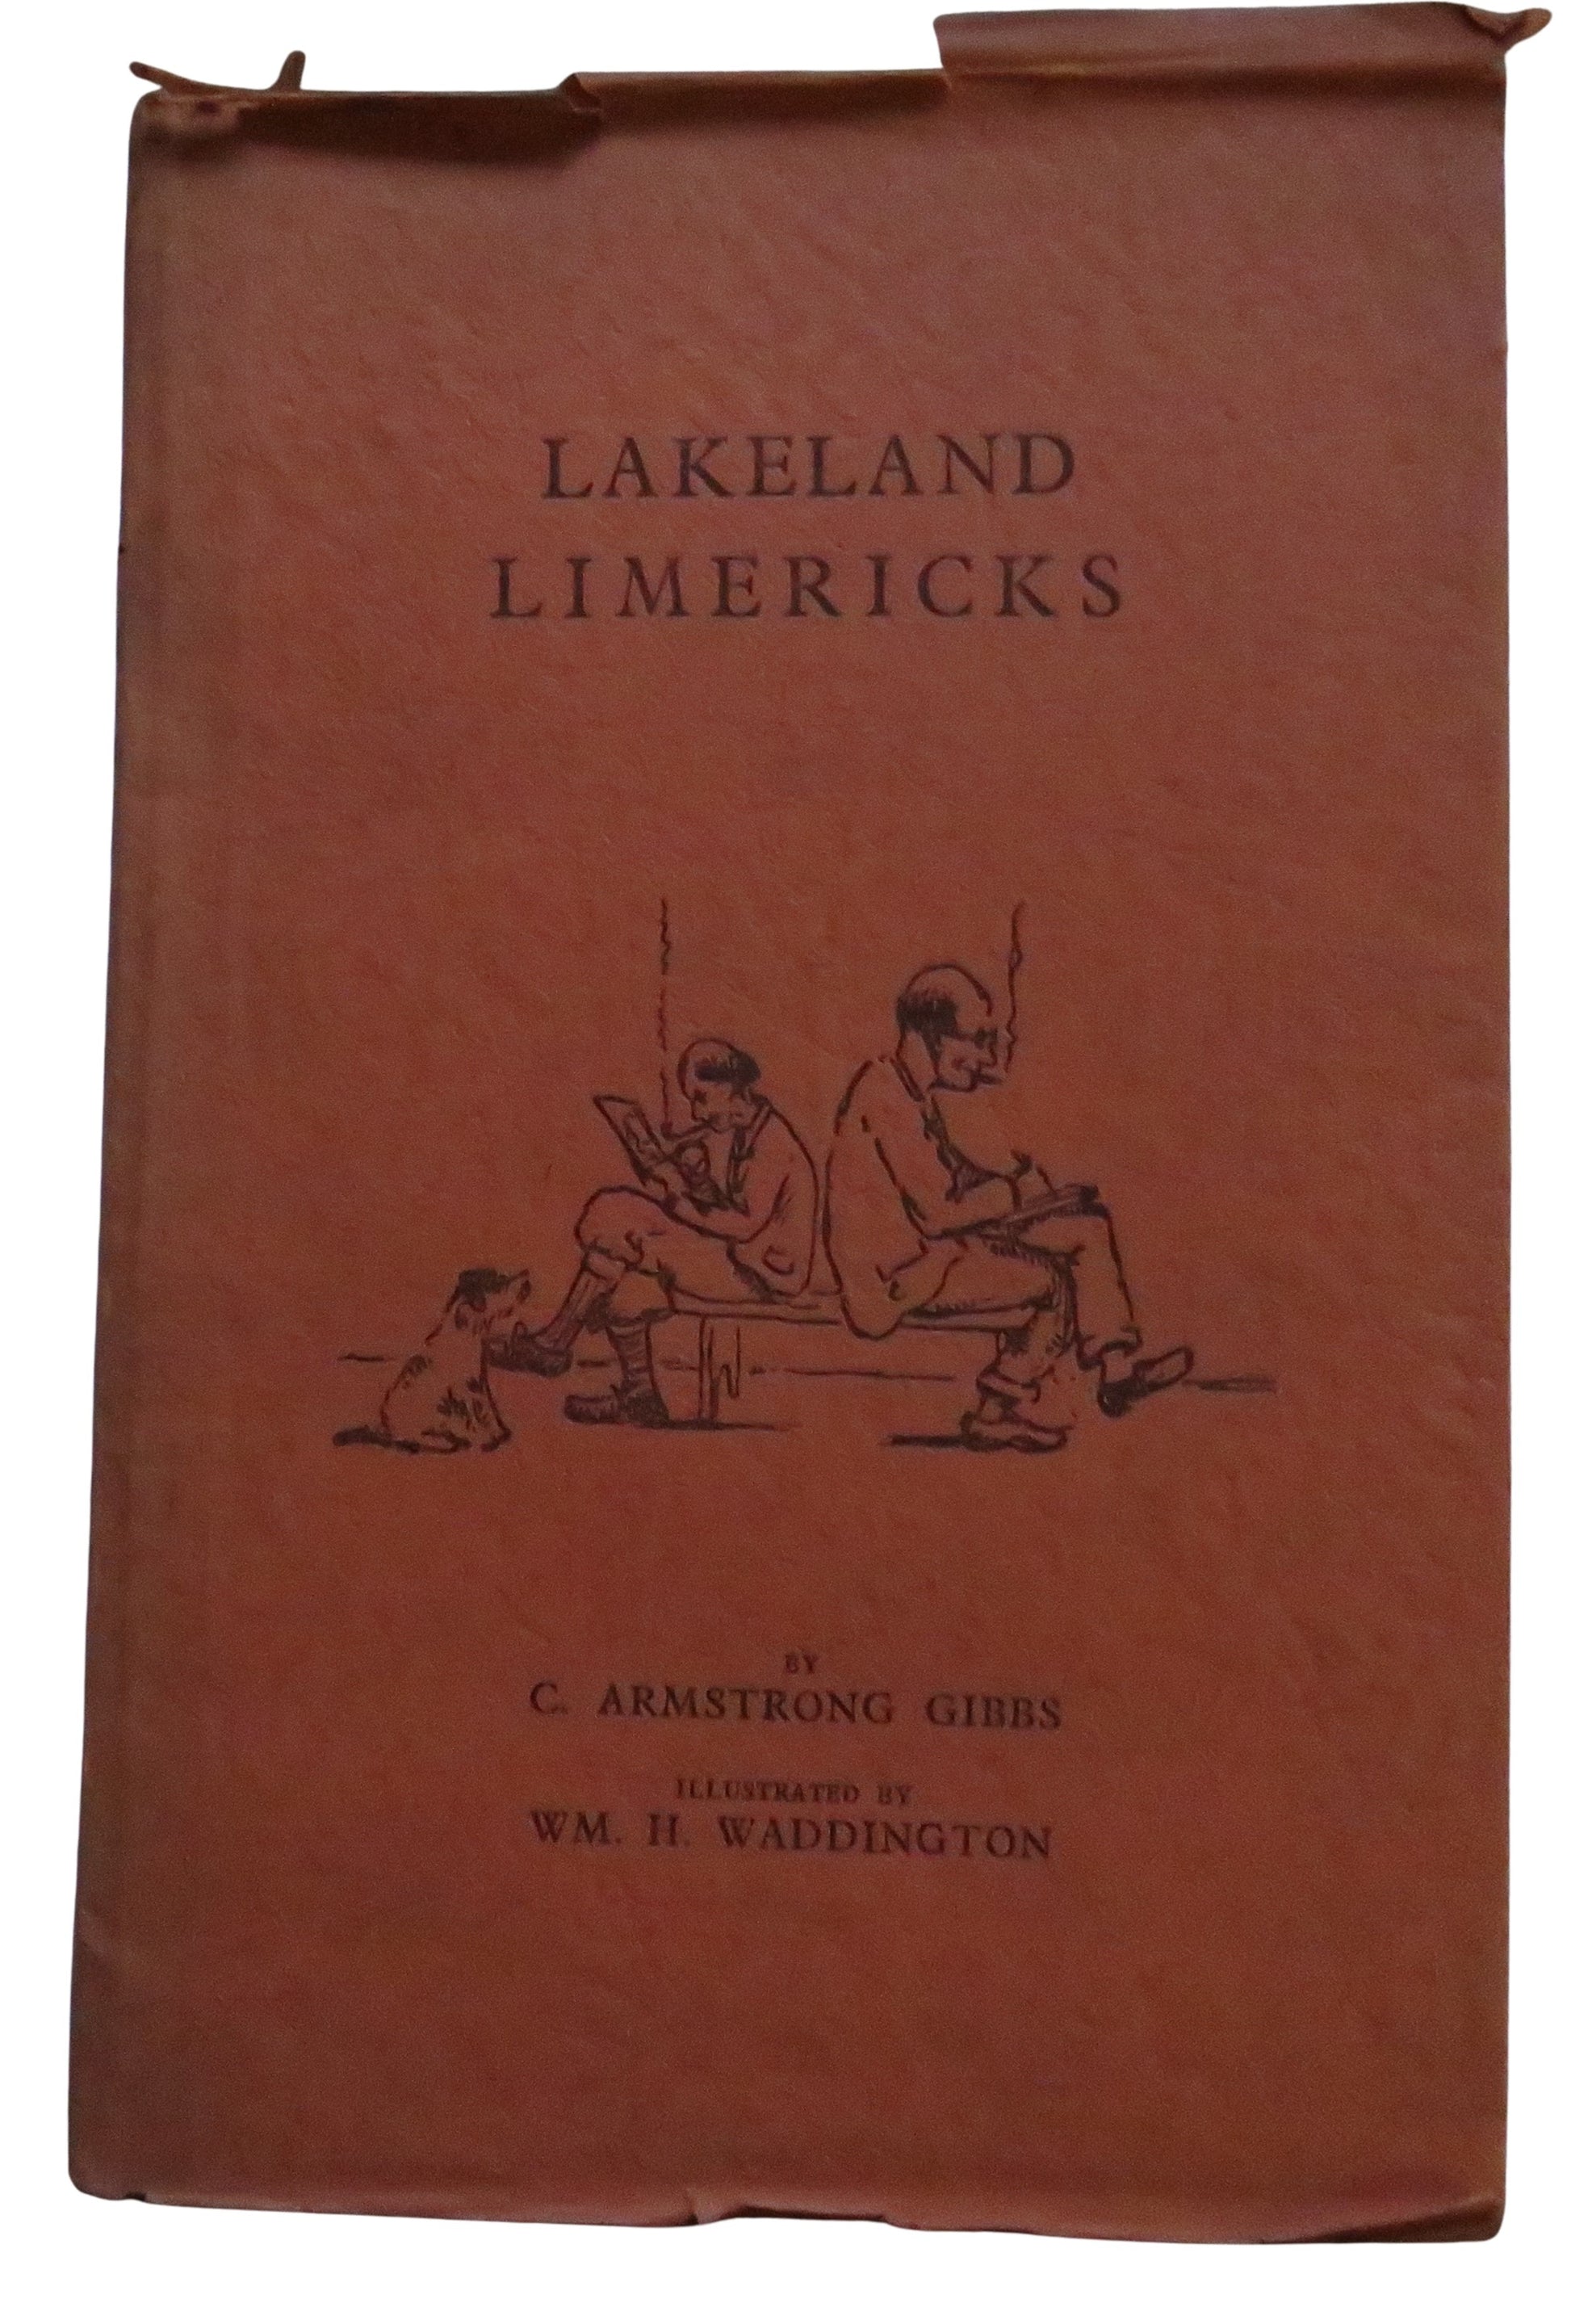 LAKELAND
LIMERICKS
BY
C. ARMSTRONG GIBBS
ILLUSTRATED BY
WM. H. WADDINGTON